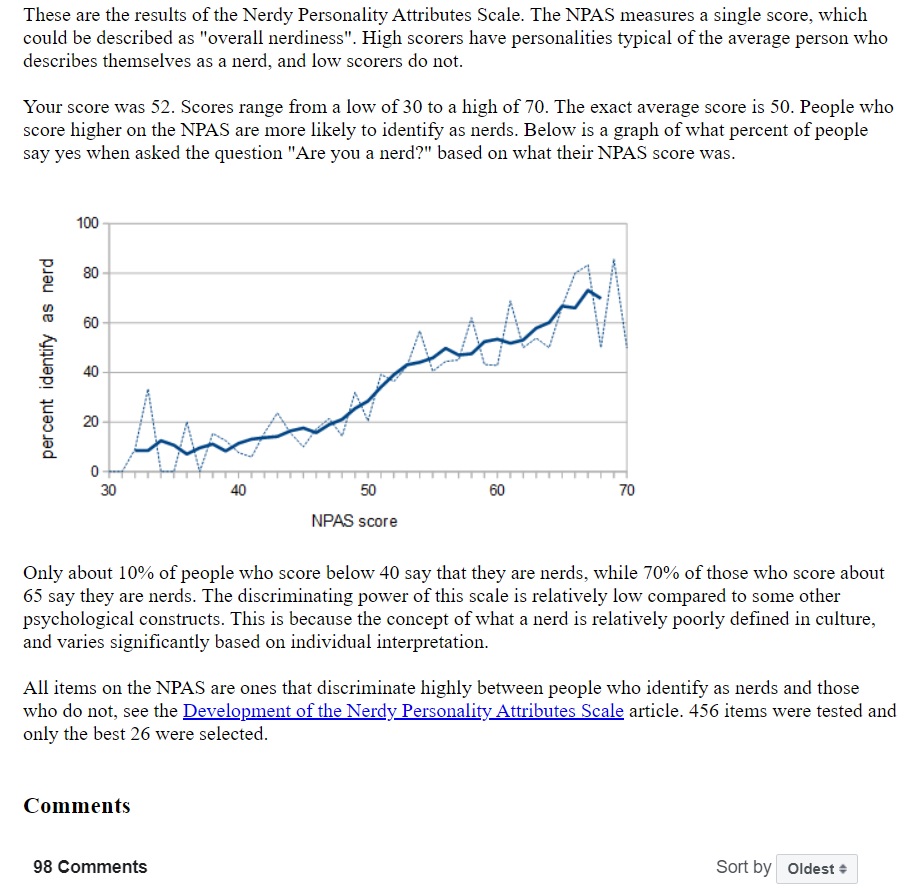 These are the results of the Nerdy Personality Attributes Scale. The NPAS measures a single score, which
could be described as "overall nerdiness". High scorers have personalities typical of the average person who
describes themselves as a nerd, and low scorers do not.
Your score was 52. Scores range from a low of 30 to a high of 70. The exact average score is 50. People who
score higher on the NPAS are more likely to identify as nerds. Below is a graph of what percent of people
say yes when asked the question "Are you a nerd?" based on what their NPAS score was.
percent identify as nerd
100
80
60
40
20
0
30 40 50 60 70
NPAS score
Only about 10% of people who score below 40 say that they are nerds, while 70% of those who score about
65 say they are nerds. The discriminating power of this scale is relatively low compared to some other
psychological constructs. This is because the concept of what a nerd is relatively poorly defined in culture,
and varies significantly based on individual interpretation.
All items on the NPAS are ones that discriminate highly between people who identify as nerds and those
who do not, see the Development of the Nerdy Personality Attributes Scale article. 456 items were tested and
only the best 26 were selected.
Comments
98 Comments
Sort by Oldest